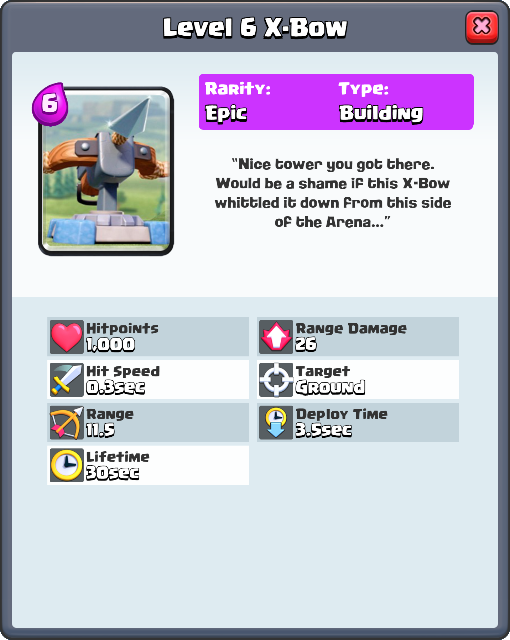 Level 6 X-Bow
6
Rarity: Type:
Epic Building
"Nice tower you got there.
Would be a shame if this X-Bow
whittled it down from this side
of the Arena..."
Hitpoints
1,000
Range Damage
26
Hit Speed
0.3sec
Target
Ground
Range
11.5
Deploy Time
3.5sec
Lifetime
30sec